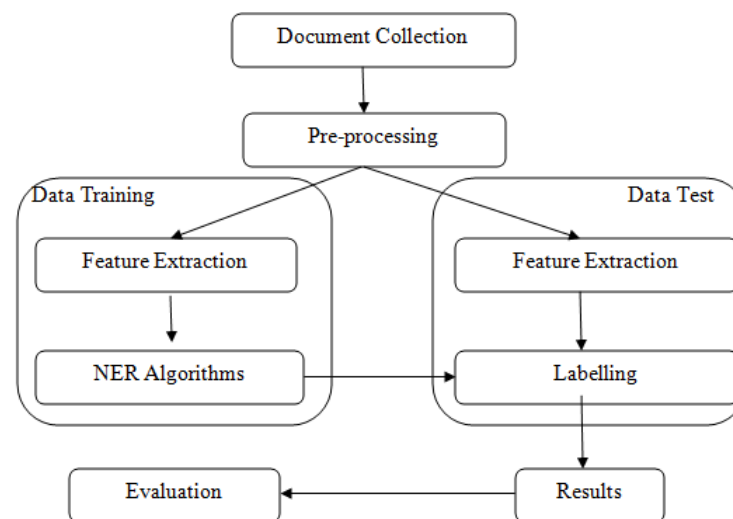 Document Collection
Pre-processing
Data Training
Data Test
Feature Extraction
Feature Extraction
NER Algorithms
Labelling
Evaluation
Results